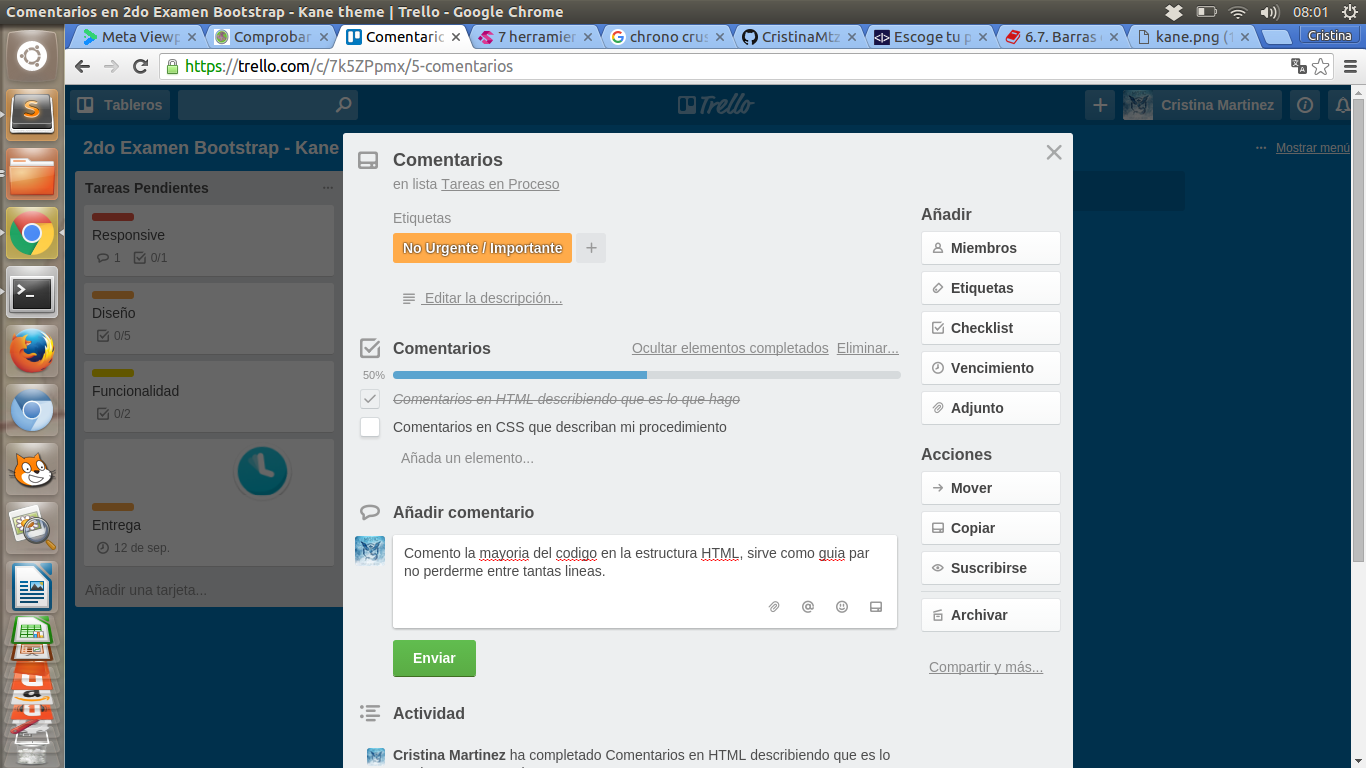 Comentarios en 2do Examen Bootstrap - Kane theme | Trello - Google Chrome
08:01
Meta Viewp
Comprobar
Comentario
7 herramien
chrono crus
CristinaMtz
Escoge tu p
6.7. Barras
kane.png (1
Cristina
https://trello.com/c/7k5ZPpmx/5-comentarios
Tableros
Trello
Cristina Martinez
2do Examen Bootstrap - Kane
Mostrar menú
Tareas Pendientes
Responsive
1
0/1
Diseño
0/5
Funcionalidad
0/2
Entrega
12 de sep.
Añadir una tarjeta...
Comentarios
en lista Tareas en Proceso
Etiquetas
No Urgente / Importante
Editar la descripción...
Comentarios
Ocultar elementos completados
Eliminar...
50%
Comentarios en HTML describiendo que es lo que hago
Comentarios en CSS que describan mi procedimiento
Añada un elemento...
Añadir comentario
Comento la mayoria del codigo en la estructura HTML, sirve como guia par
no perderme entre tantas lineas.
Enviar
Actividad
Cristina Martinez ha completado Comentarios en HTML describiendo que es lo
Añadir
Miembros
Etiquetas
Checklist
Vencimiento
Adjunto
Acciones
Mover
Copiar
Suscribirse
Archivar
Compartir y más...